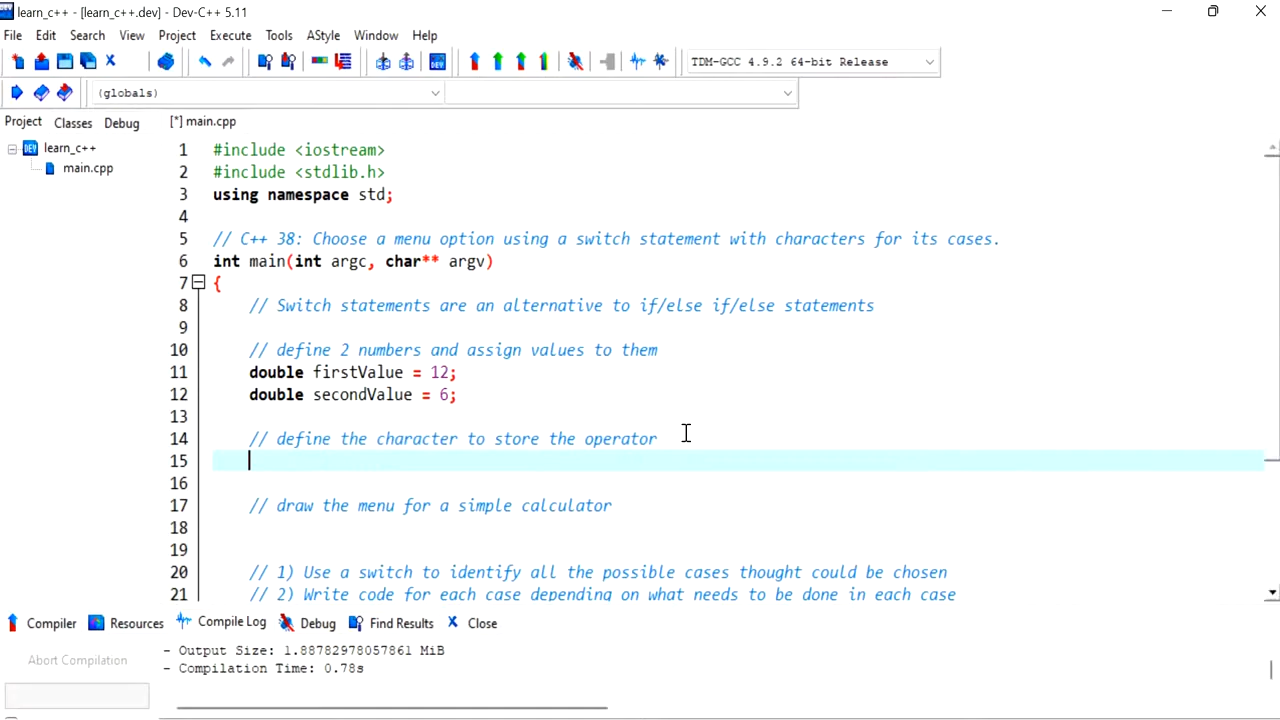 learn_c++ - [learn_c++.dev] - Dev-C++ 5.11
File Edit Search View Project Execute Tools AStyle Window Help
DEV TDM-GCC 4.9.2 64-bit Release
(globals)
Project Classes Debug [*] main.cpp
DEV learn_c++
main.cpp
1 #include <iostream>
2 #include <stdlib.h>
3 using namespace std;
4
5 // C++ 38: Choose a menu option using a switch statement with characters for its cases.
6 int main(int argc, char** argv)
7 {
8 // Switch statements are an alternative to if/else if/else statements
9
10 // define 2 numbers and assign values to them
11 double firstValue = 12;
12 double secondValue = 6;
13
14 // define the character to store the operator
15
16
17 // draw the menu for a simple calculator
18
19
20 // 1) Use a switch to identify all the possible cases thought could be chosen
21 // 2) Write code for each case depending on what needs to be done in each case
Compiler Resources Compile Log Debug Find Results Close
Abort Compilation
- Output Size: 1.88782978057861 MiB
- Compilation Time: 0.78s